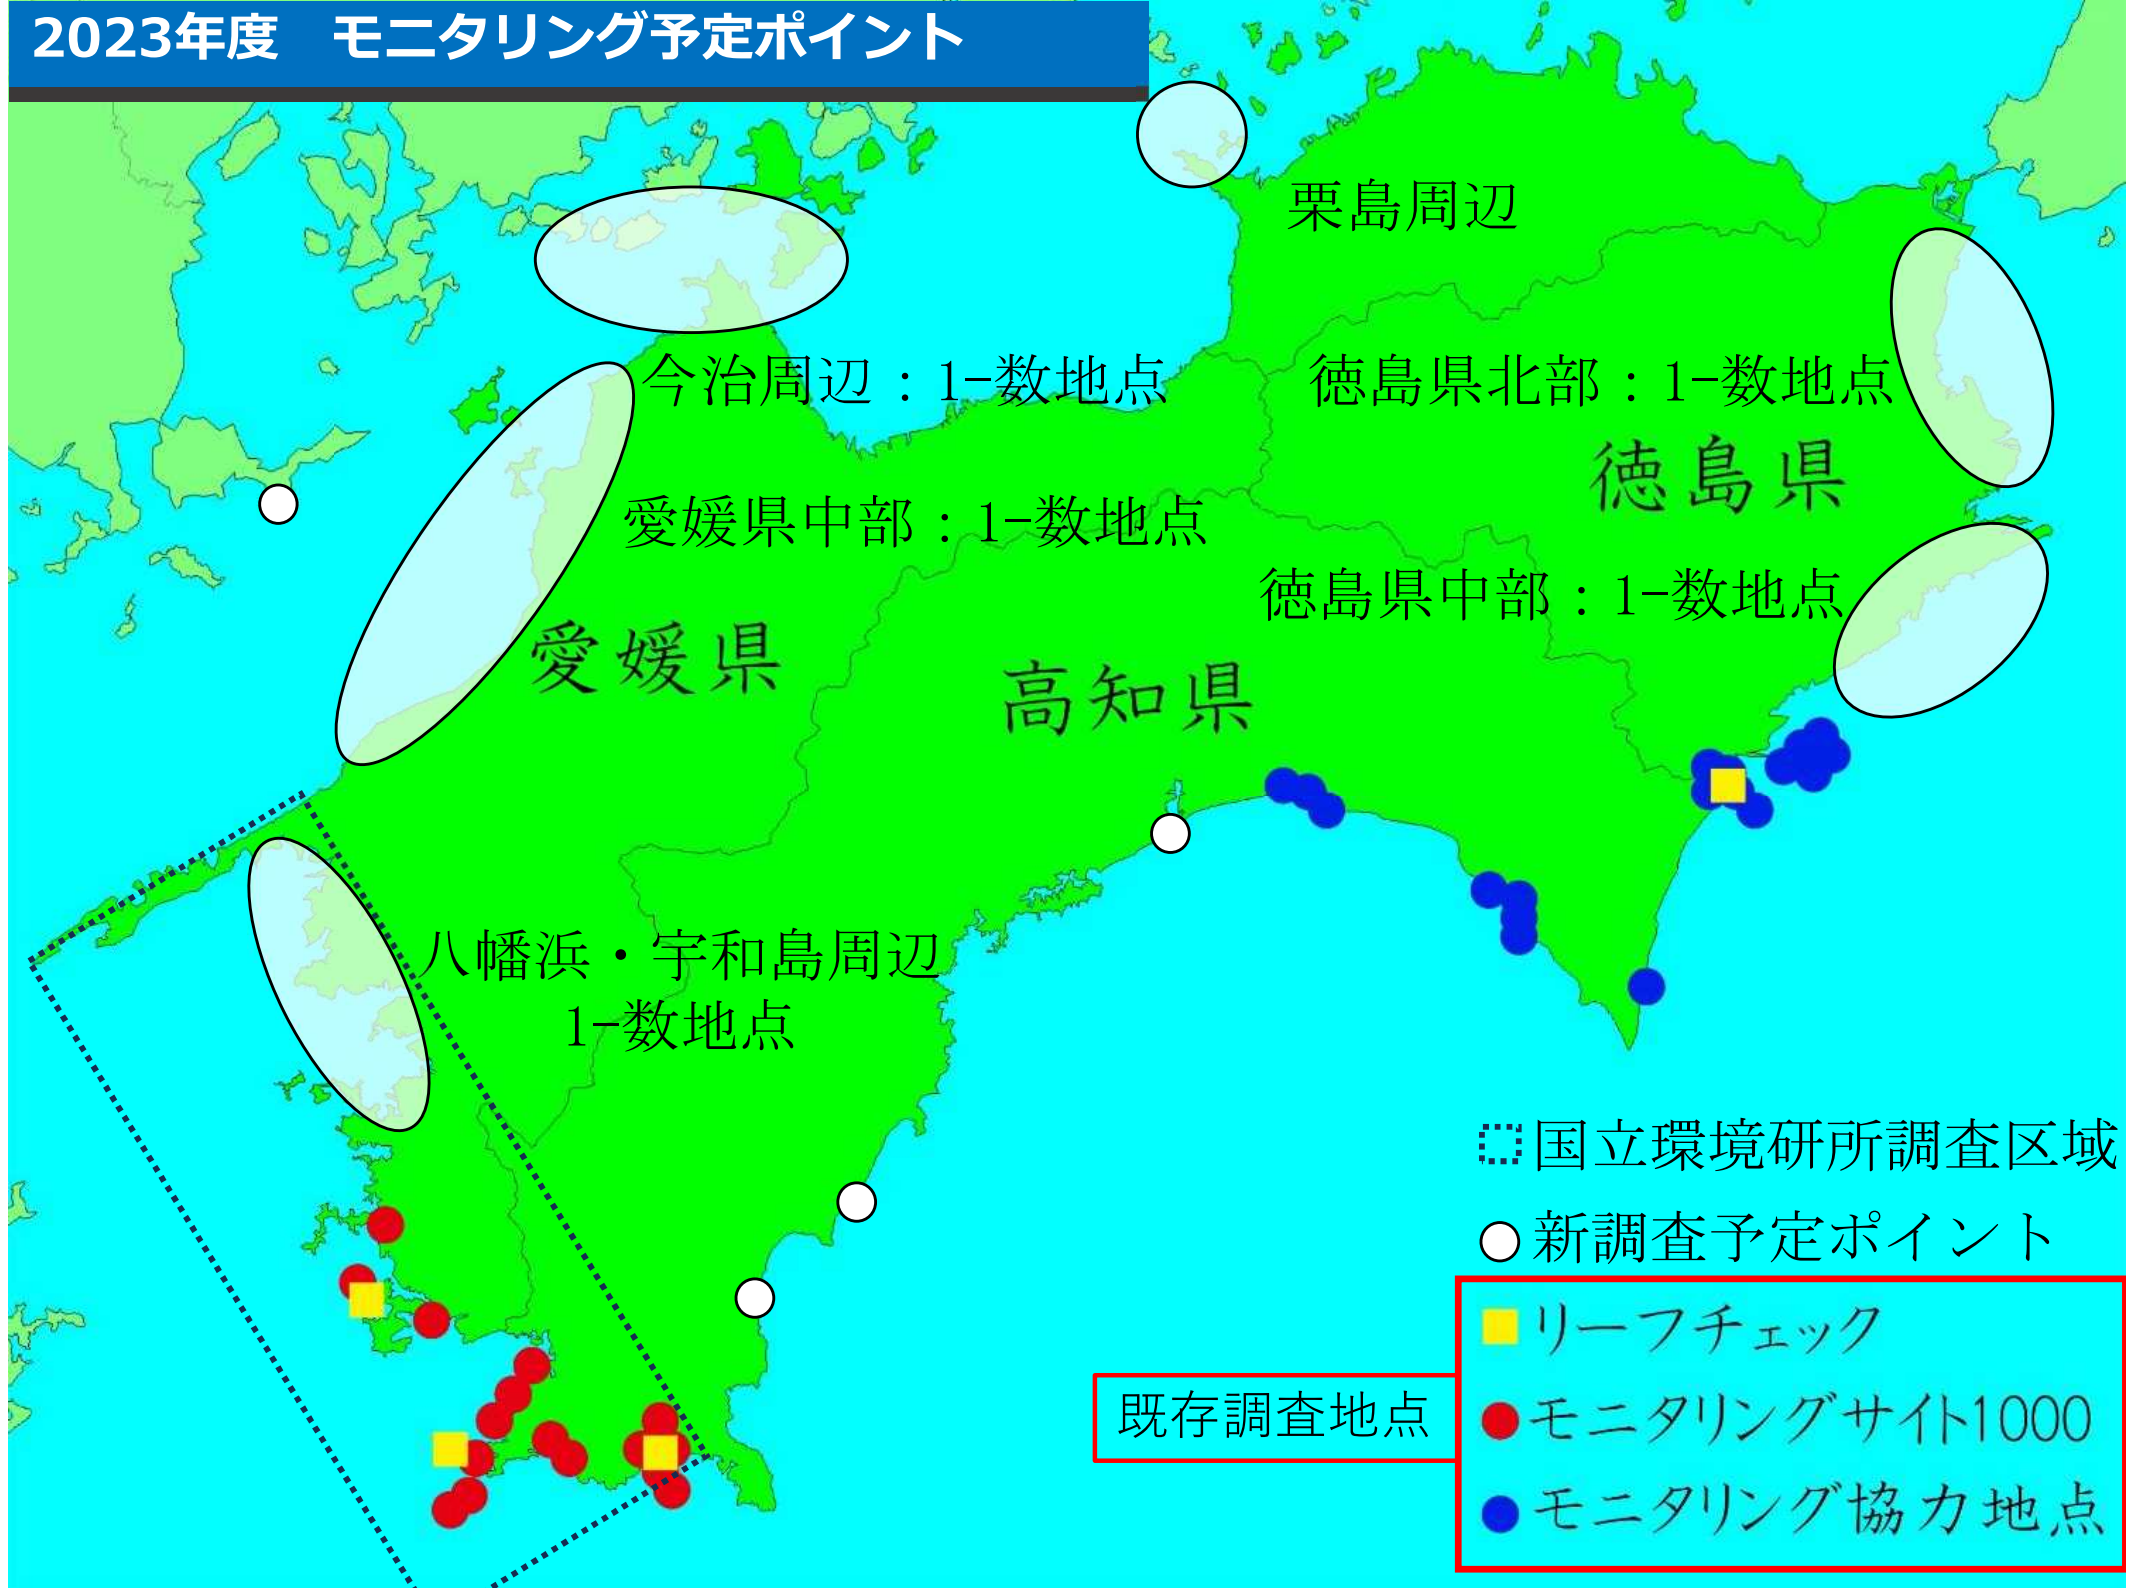 2023年度　モニタリング予定ポイント
粟島周辺
今治周辺：1-数地点
徳島県北部：1-数地点
徳島県
愛媛県中部：1-数地点
徳島県中部：1-数地点
愛媛県
高知県
八幡浜・宇和島周辺
1-数地点
国立環境研所調査区域
新調査予定ポイント
既存調査地点
リーフチェック
モニタリングサイト1000
モニタリング協力地点